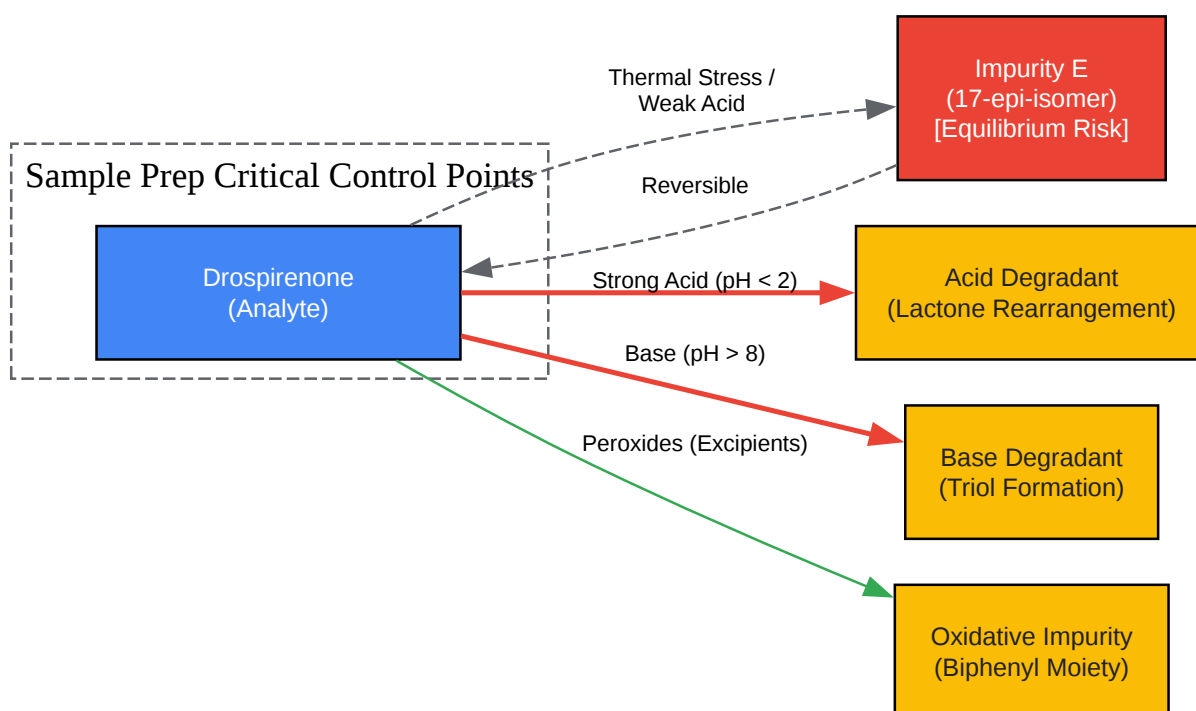 Thermal Stress /
Weak Acid
Impurity E
(17-epi-isomer)
[Equilibrium Risk]
Sample Prep Critical Control Points
Reversible
Drospirenone
(Analyte)
Strong Acid (pH < 2)
Acid Degradant
(Lactone Rearrangement)
Base (pH > 8)
Peroxides (Excipients)
Base Degradant
(Triol Formation)
Oxidative Impurity
(Biphenyl Moiety)